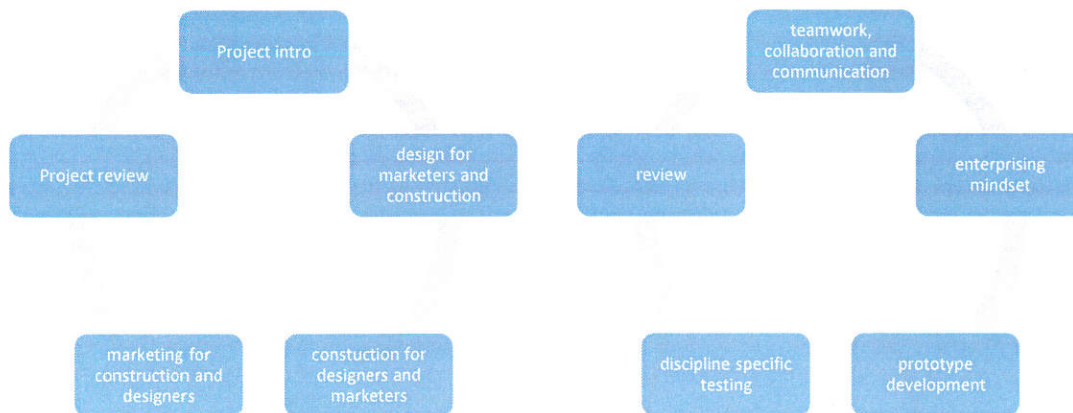 Project intro
design for
marketers and
construction
constuction for
designers and
marketers
marketing for
construction and
designers
Project review
teamwork,
collaboration and
communication
enterprising
mindset
prototype
development
discipline specific
testing
review